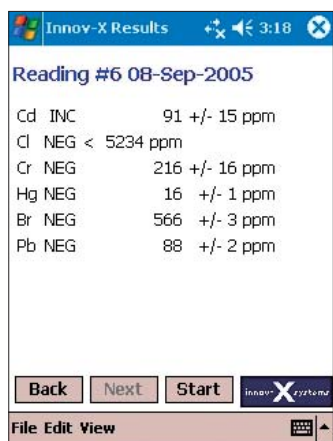 Innov-X Results 3:18
Reading #6 08-Sep-2005
Cd INC 91 +/- 15 ppm
Cl NEG < 5234 ppm
Cr NEG 216 +/- 16 ppm
Hg NEG 16 +/- 1 ppm
Br NEG 566 +/- 3 ppm
Pb NEG 88 +/- 2 ppm
Back Next Start innov-X systems
File Edit View